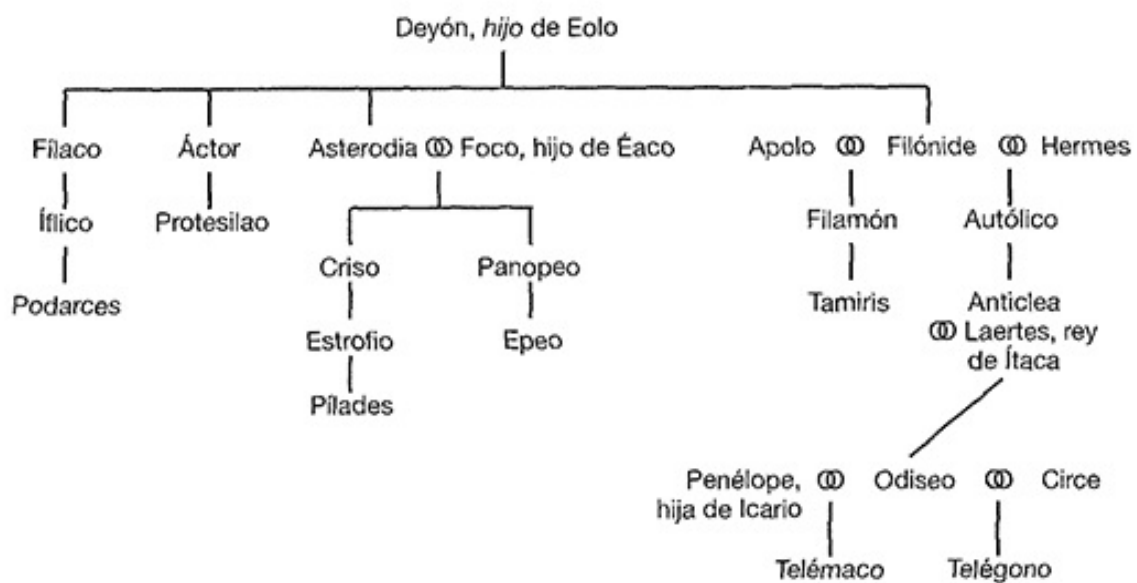 Deyón, hijo de Eolo
Fílaco Áctor Asterodia ⚭ Foco, hijo de Éaco Apolo ⚭ Filónide ⚭ Hermes
Íflico Protesilao Filamón Autólico
Criso Panopeo
Podarces Tamiris Anticlea
Estrofio Epeo ⚭ Laertes, rey
de Ítaca
Pílades
Penélope, ⚭ Odiseo ⚭ Circe
hija de Icario
Telémaco Telégono